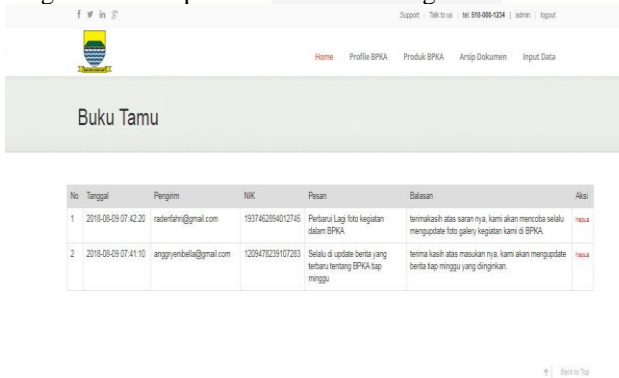 f in g
Support | Talk to us | tel. 510-000-1234 | admin | logout
Home Profile BPKA Produk BPKA Arsip Dokumen Input Data
Buku Tamu
No Tanggal Pengirim NIK Pesan Balasan Aksi
1 2018-08-09 07:42:20 radenfahri@gmail.com 1937462894012745 Perbarui Lagi foto kegiatan terimakasih atas saran nya, kami akan mencoba selalu hapus
dalam BPKA mengupdate foto galery kegiatan kami di BPKA.
2 2018-08-09 07:41:10 anggryenibella@gmail.com 1209478239107283 Selalu di update berita yang terima kasih atas masukan nya, kami akan mengupdate hapus
terbaru tentang BPKA tiap berita tiap minggu yang diinginkan.
minggu
Back to Top